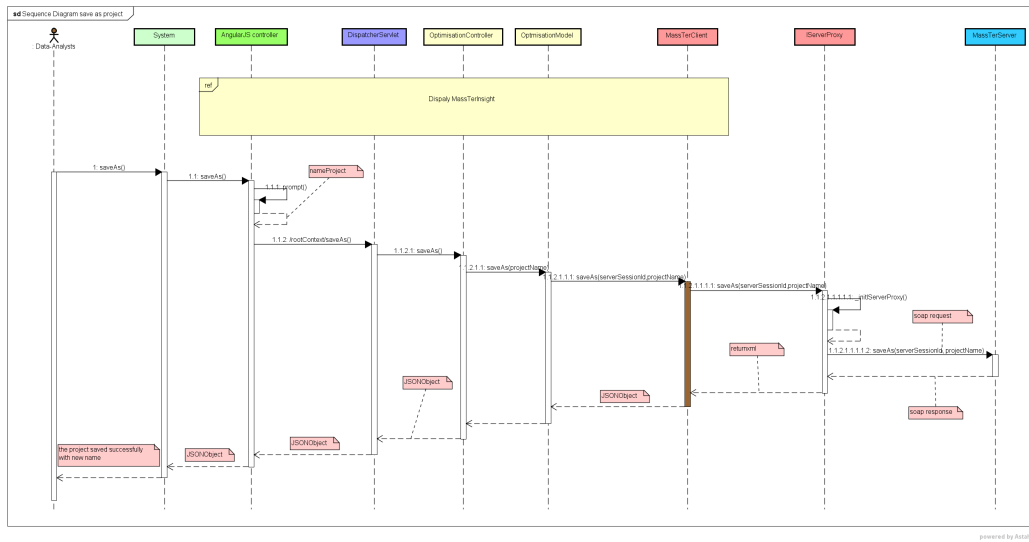 sd Sequence Diagram save as project
Data-Analysts
System
AngularJS controller
DispatcherServlet
OptimisationController
OptmisationModel
MassTerClient
IServerProxy
MassTerServer
ref
Dispaly MassTerInsight
1: saveAs()
1.1: saveAs()
nameProject
1.1.1: prompt()
1.1.2: /rootContext/saveAs()
1.1.2.1: saveAs()
1.1.2.1.1: saveAs(projectName)
1.1.2.1.1.1: saveAs(serverSessionId,projectName)
1.1.2.1.1.1.1: saveAs(serverSessionId,projectName)
1.1.2.1.1.1.1.1: _initServerProxy()
soap request
1.1.2.1.1.1.1.2: saveAs(serverSessionId, projectName)
returnxml
JSONObject
JSONObject
soap response
JSONObject
JSONObject
the project saved successfully
with new name
powered by Astah